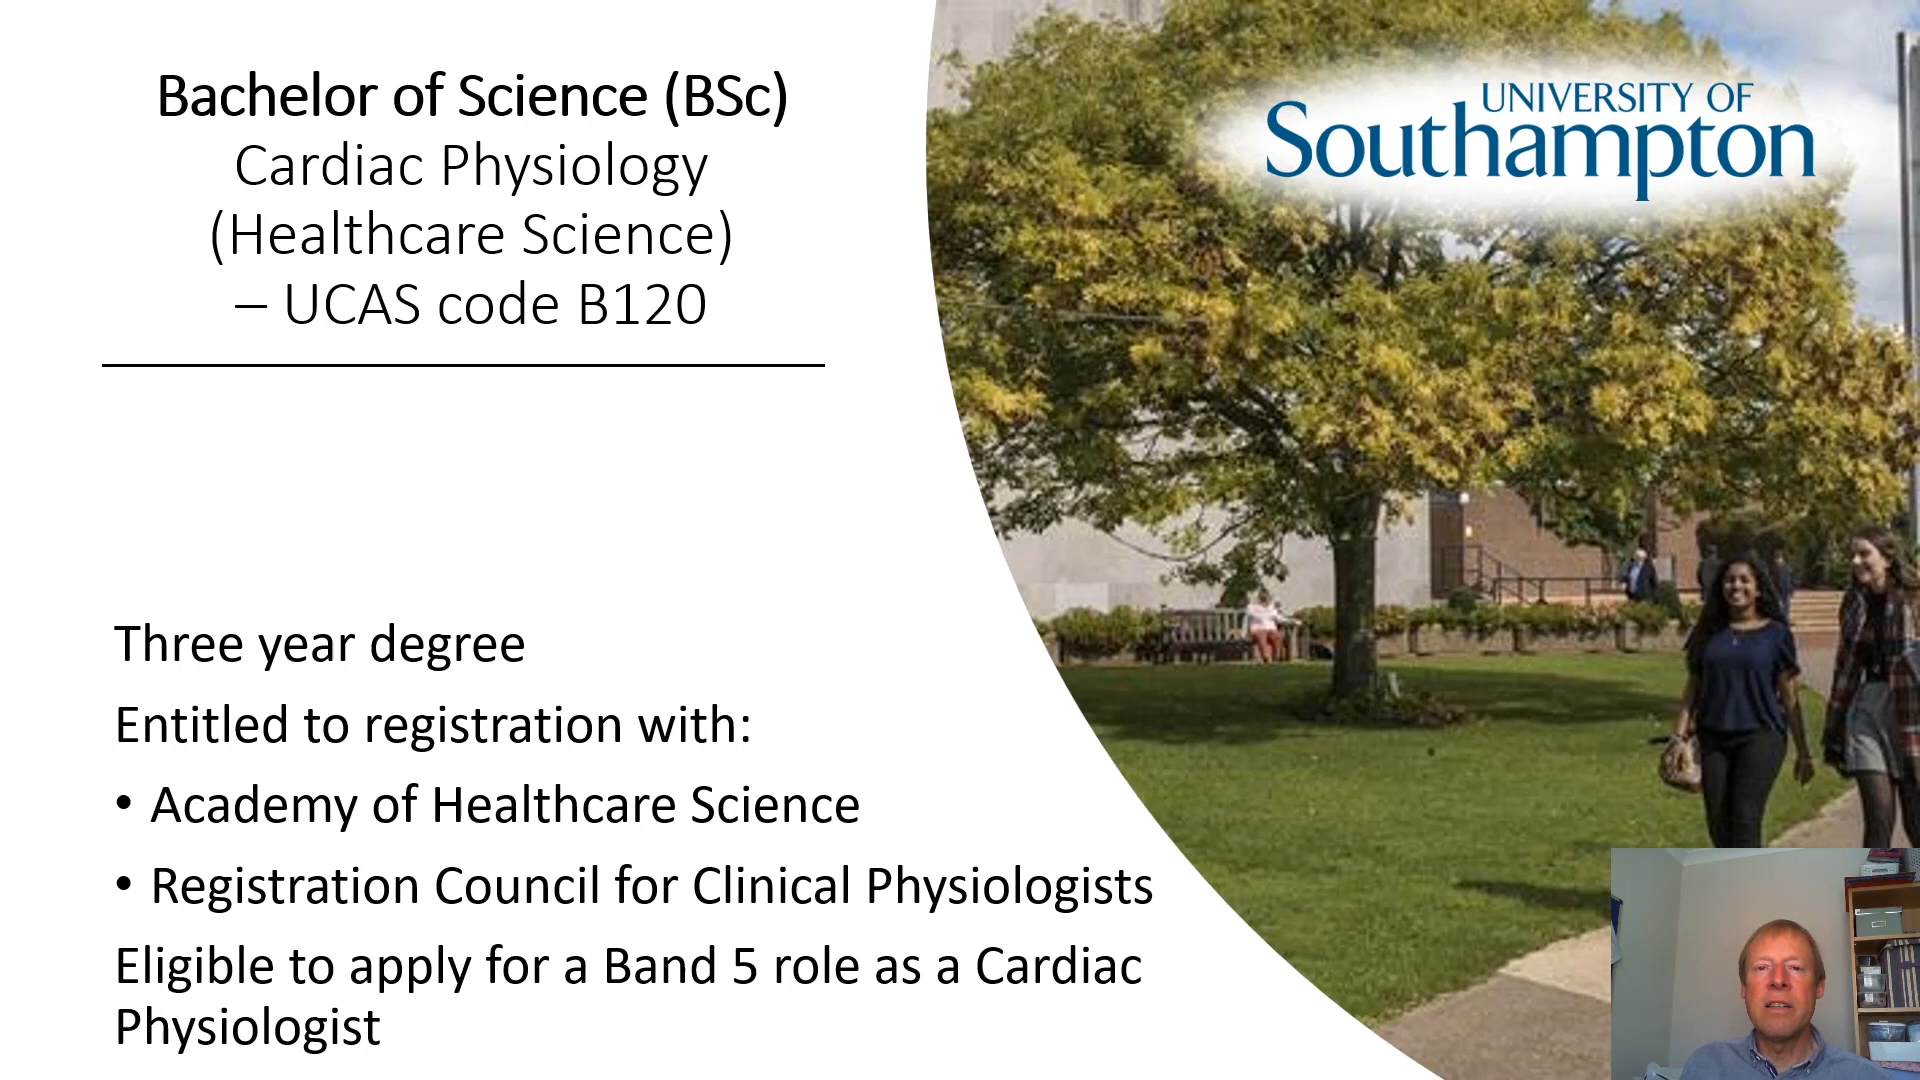 Bachelor of Science (BSc)
Cardiac Physiology
(Healthcare Science)
– UCAS code B120
UNIVERSITY OF
Southampton
Three year degree
Entitled to registration with:
• Academy of Healthcare Science
• Registration Council for Clinical Physiologists
Eligible to apply for a Band 5 role as a Cardiac
Physiologist